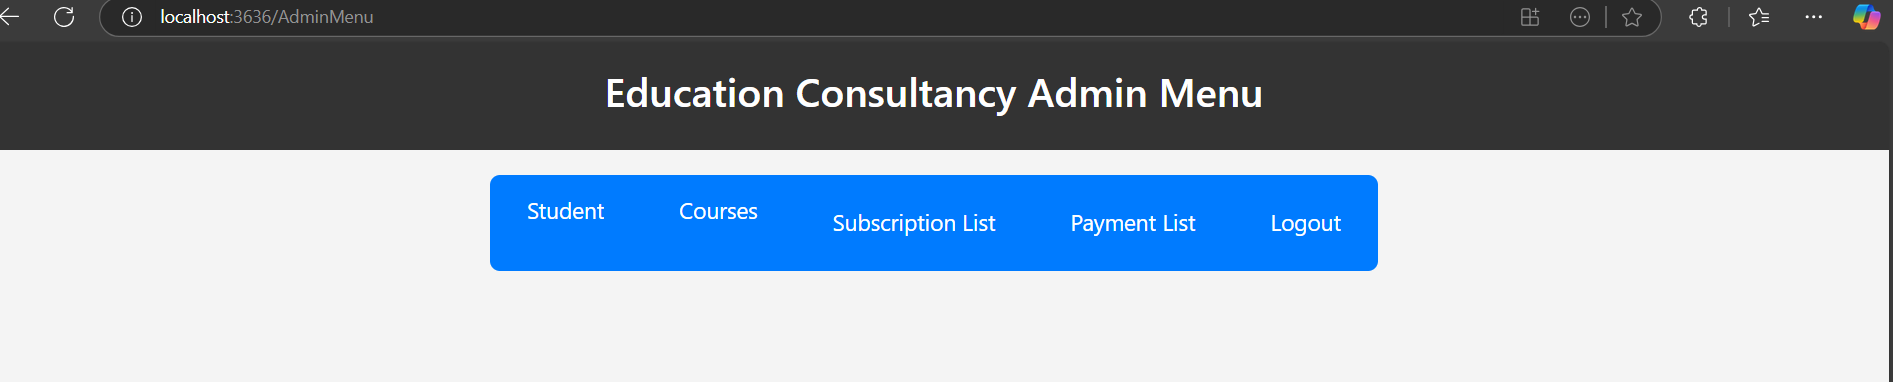 localhost:3636/AdminMenu
Education Consultancy Admin Menu
Student Courses Subscription List Payment List Logout